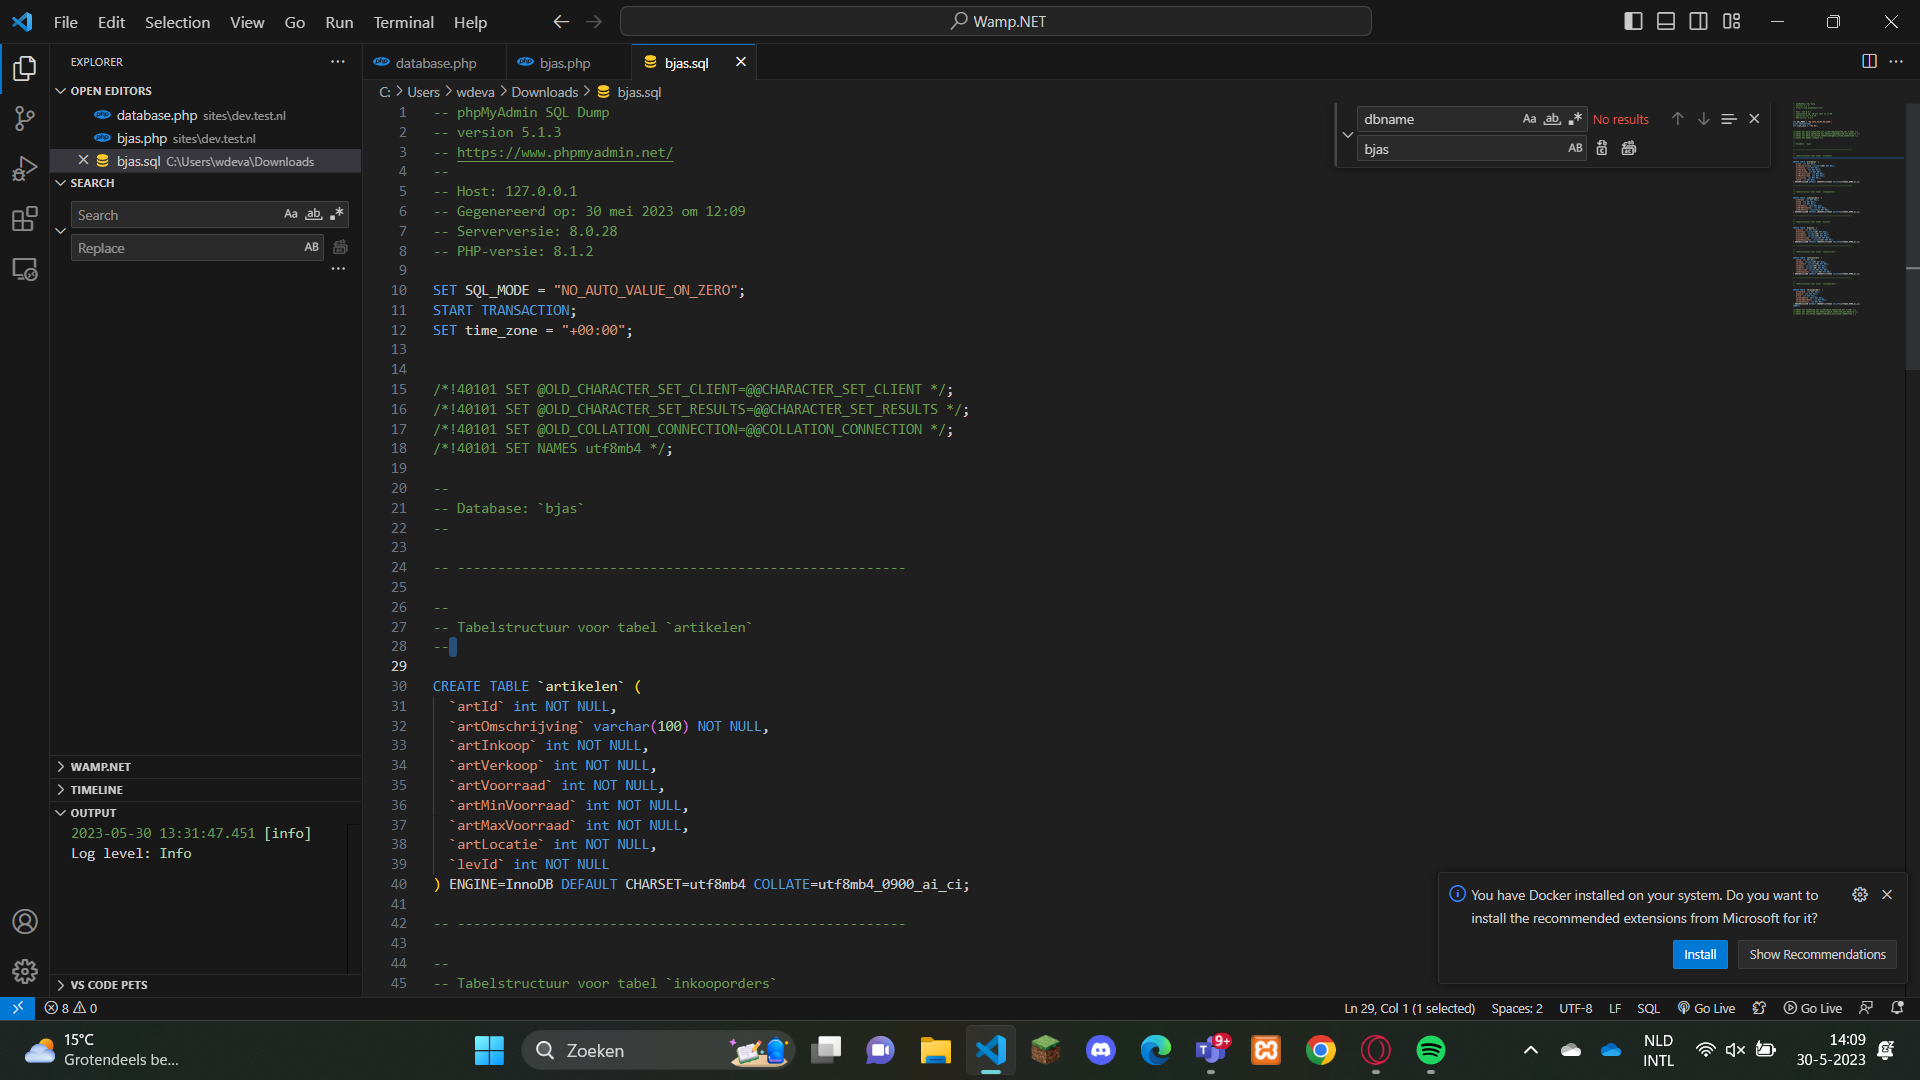 File Edit Selection View Go Run Terminal Help
Wamp.NET
EXPLORER
OPEN EDITORS
database.php sites\dev.test.nl
bjas.php sites\dev.test.nl
bjas.sql C:\Users\wdeva\Downloads
SEARCH
Search
Aa ab
Replace
AB
WAMP.NET
TIMELINE
OUTPUT
2023-05-30 13:31:47.451 [info]
Log level: Info
VS CODE PETS
database.php bjas.php bjas.sql
C: > Users > wdeva > Downloads > bjas.sql
dbname Aa ab No results
bjas AB
1 -- phpMyAdmin SQL Dump
2 -- version 5.1.3
3 -- https://www.phpmyadmin.net/
4 --
5 -- Host: 127.0.0.1
6 -- Gegenereerd op: 30 mei 2023 om 12:09
7 -- Serverversie: 8.0.28
8 -- PHP-versie: 8.1.2
9
10 SET SQL_MODE = "NO_AUTO_VALUE_ON_ZERO";
11 START TRANSACTION;
12 SET time_zone = "+00:00";
13
14
15 /*!40101 SET @OLD_CHARACTER_SET_CLIENT=@@CHARACTER_SET_CLIENT */;
16 /*!40101 SET @OLD_CHARACTER_SET_RESULTS=@@CHARACTER_SET_RESULTS */;
17 /*!40101 SET @OLD_COLLATION_CONNECTION=@@COLLATION_CONNECTION */;
18 /*!40101 SET NAMES utf8mb4 */;
19
20 --
21 -- Database: `bjas`
22 --
23
24 -- --------------------------------------------------------
25
26 --
27 -- Tabelstructuur voor tabel `artikelen`
28 --
29
30 CREATE TABLE `artikelen` (
31 `artId` int NOT NULL,
32 `artOmschrijving` varchar(100) NOT NULL,
33 `artInkoop` int NOT NULL,
34 `artVerkoop` int NOT NULL,
35 `artVoorraad` int NOT NULL,
36 `artMinVoorraad` int NOT NULL,
37 `artMaxVoorraad` int NOT NULL,
38 `artLocatie` int NOT NULL,
39 `levId` int NOT NULL
40 ) ENGINE=InnoDB DEFAULT CHARSET=utf8mb4 COLLATE=utf8mb4_0900_ai_ci;
41
42 -- --------------------------------------------------------
43
44 --
45 -- Tabelstructuur voor tabel `inkooporders`
You have Docker installed on your system. Do you want to
install the recommended extensions from Microsoft for it?
Install Show Recommendations
8 0
Ln 29, Col 1 (1 selected) Spaces: 2 UTF-8 LF SQL Go Live Go Live
15°C
Grotendeels be...
Zoeken
9+
NLD
INTL
14:09
30-5-2023